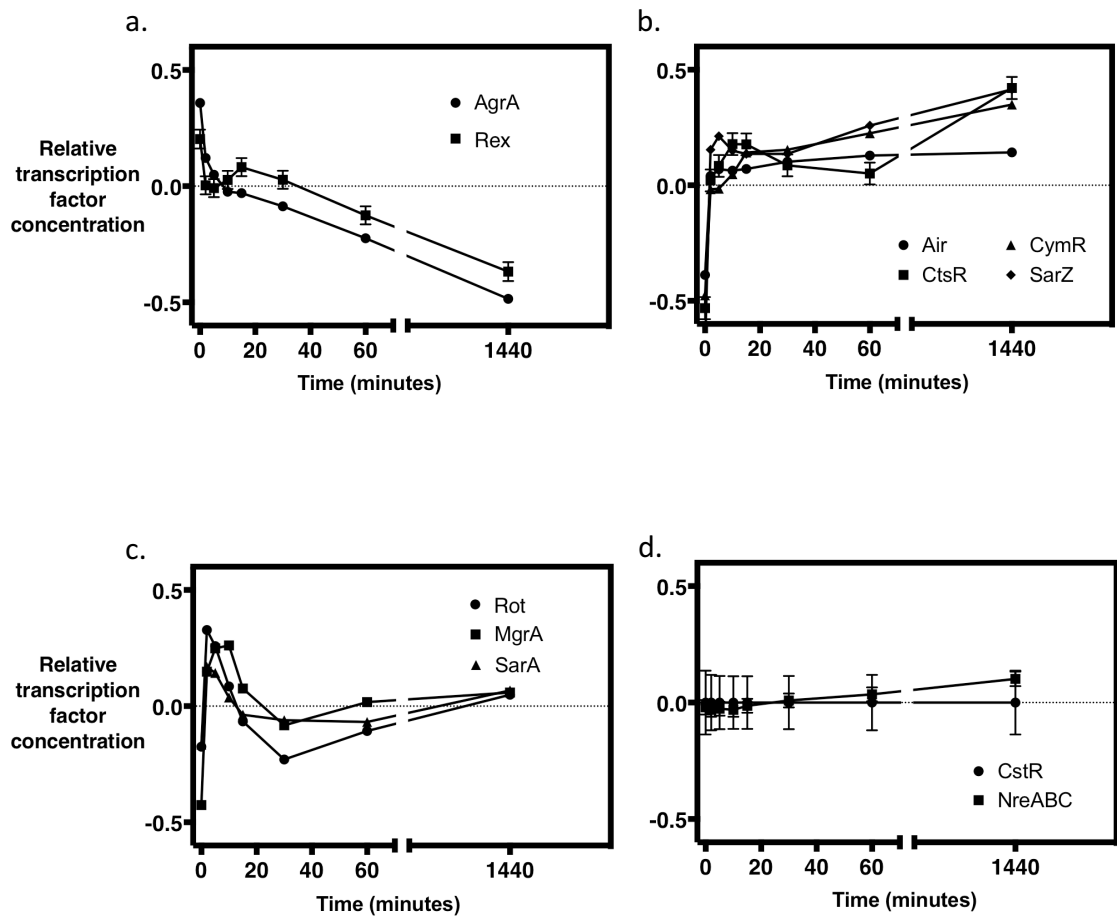 a.
0.5
0.0
-0.5
Relative
transcription
factor
concentration
AgrA
Rex
0 20 40 60 1440
Time (minutes)
b.
0.5
0.0
-0.5
Air CymR
CtsR SarZ
0 20 40 60 1440
Time (minutes)
c.
0.5
0.0
-0.5
Relative
transcription
factor
concentration
Rot
MgrA
SarA
0 20 40 60 1440
Time (minutes)
d.
0.5
0.0
-0.5
CstR
NreABC
0 20 40 60 1440
Time (minutes)